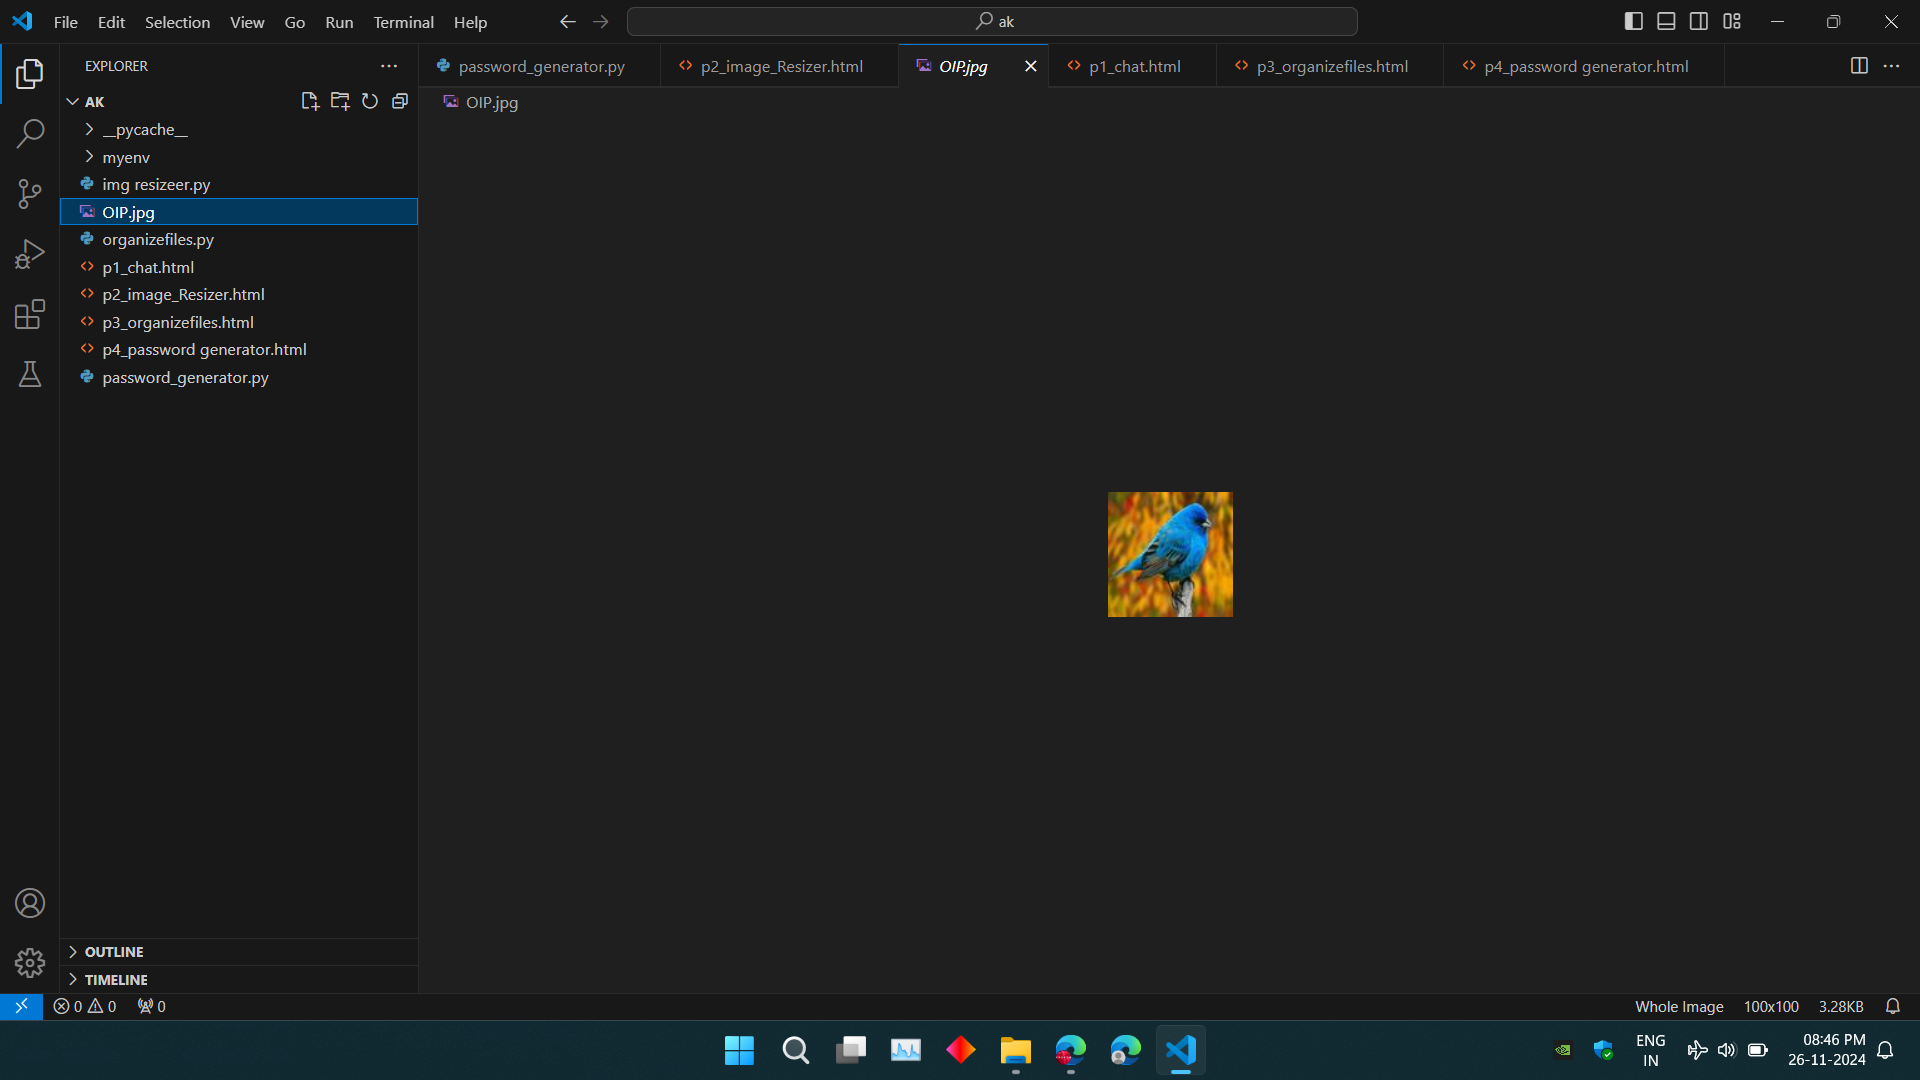 File Edit Selection View Go Run Terminal Help
ak
EXPLORER
AK
__pycache__
myenv
img resizeer.py
OIP.jpg
organizefiles.py
p1_chat.html
p2_image_Resizer.html
p3_organizefiles.html
p4_password generator.html
password_generator.py
OUTLINE
TIMELINE
password_generator.py p2_image_Resizer.html OIP.jpg p1_chat.html p3_organizefiles.html p4_password generator.html
OIP.jpg
0 0 0 Whole Image 100x100 3.28KB
ENG
IN
08:46 PM
26-11-2024